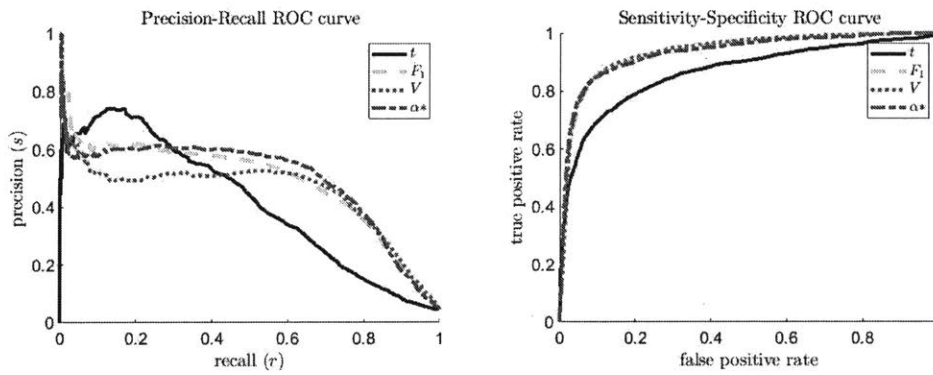 Precision-Recall ROC curve
1
0.8
0.6
0.4
0.2
0
precision (s)
0
0.2
0.4
0.6
0.8
1
recall (r)
t
F₁
V
α*
Sensitivity-Specificity ROC curve
1
0.8
0.6
0.4
0.2
0
true positive rate
0
0.2
0.4
0.6
0.8
false positive rate
t
F₁
V
α*